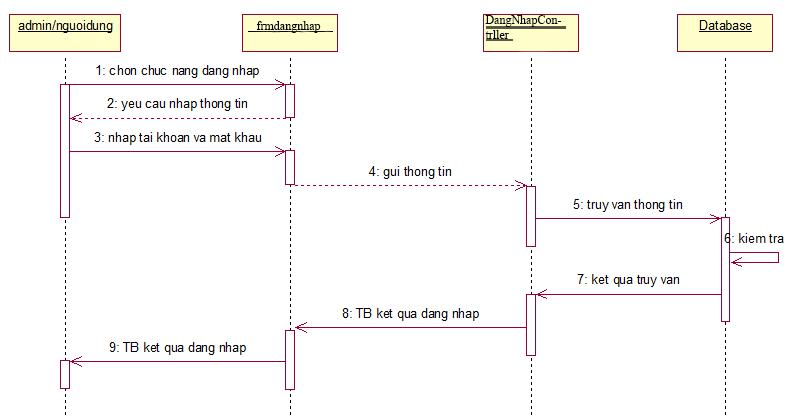 admin/nguoidung
frmdangnhap
DangNhapCon-
trller
Database
1: chon chuc nang dang nhap
2: yeu cau nhap thong tin
3: nhap tai khoan va mat khau
4: gui thong tin
5: truy van thong tin
6: kiem tra
7: ket qua truy van
8: TB ket qua dang nhap
9: TB ket qua dang nhap